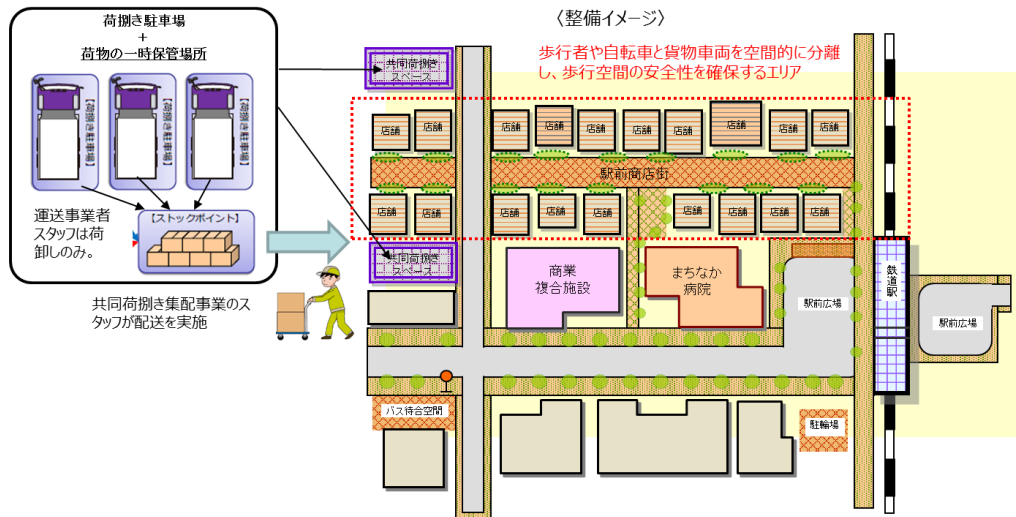 荷捌き駐車場
+
荷物の一時保管場所
【荷捌き駐車場】
【荷捌き駐車場】
【荷捌き駐車場】
運送事業者
スタッフは荷
卸しのみ。
【ストックポイント】
共同荷捌き集配事業のス
タッフが配送を実施
〈整備イメージ〉
歩行者や自転車と貨物車両を空間的に分離
し、歩行空間の安全性を確保するエリア
共同荷捌き
スペース
店舗
店舗
店舗
店舗
店舗
店舗
店舗
店舗
店舗
店舗
駅前商店街
店舗
店舗
店舗
店舗
店舗
店舗
店舗
店舗
店舗
共同荷捌き
スペース
商業
複合施設
まちなか
病院
駅前広場
鉄道駅
駅前広場
バス待合空間
駐輪場